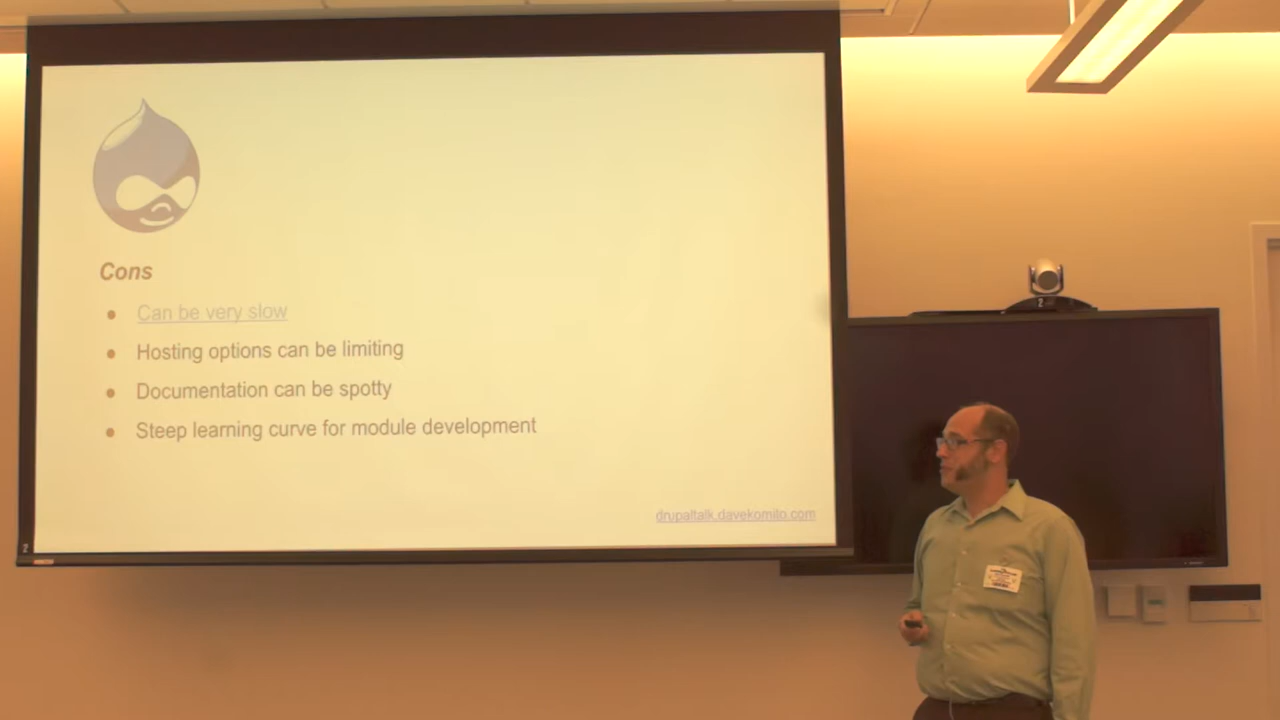 Cons
Can be very slow
Hosting options can be limiting
Documentation can be spotty
Steep learning curve for module development
drupaltalk.davekomito.com